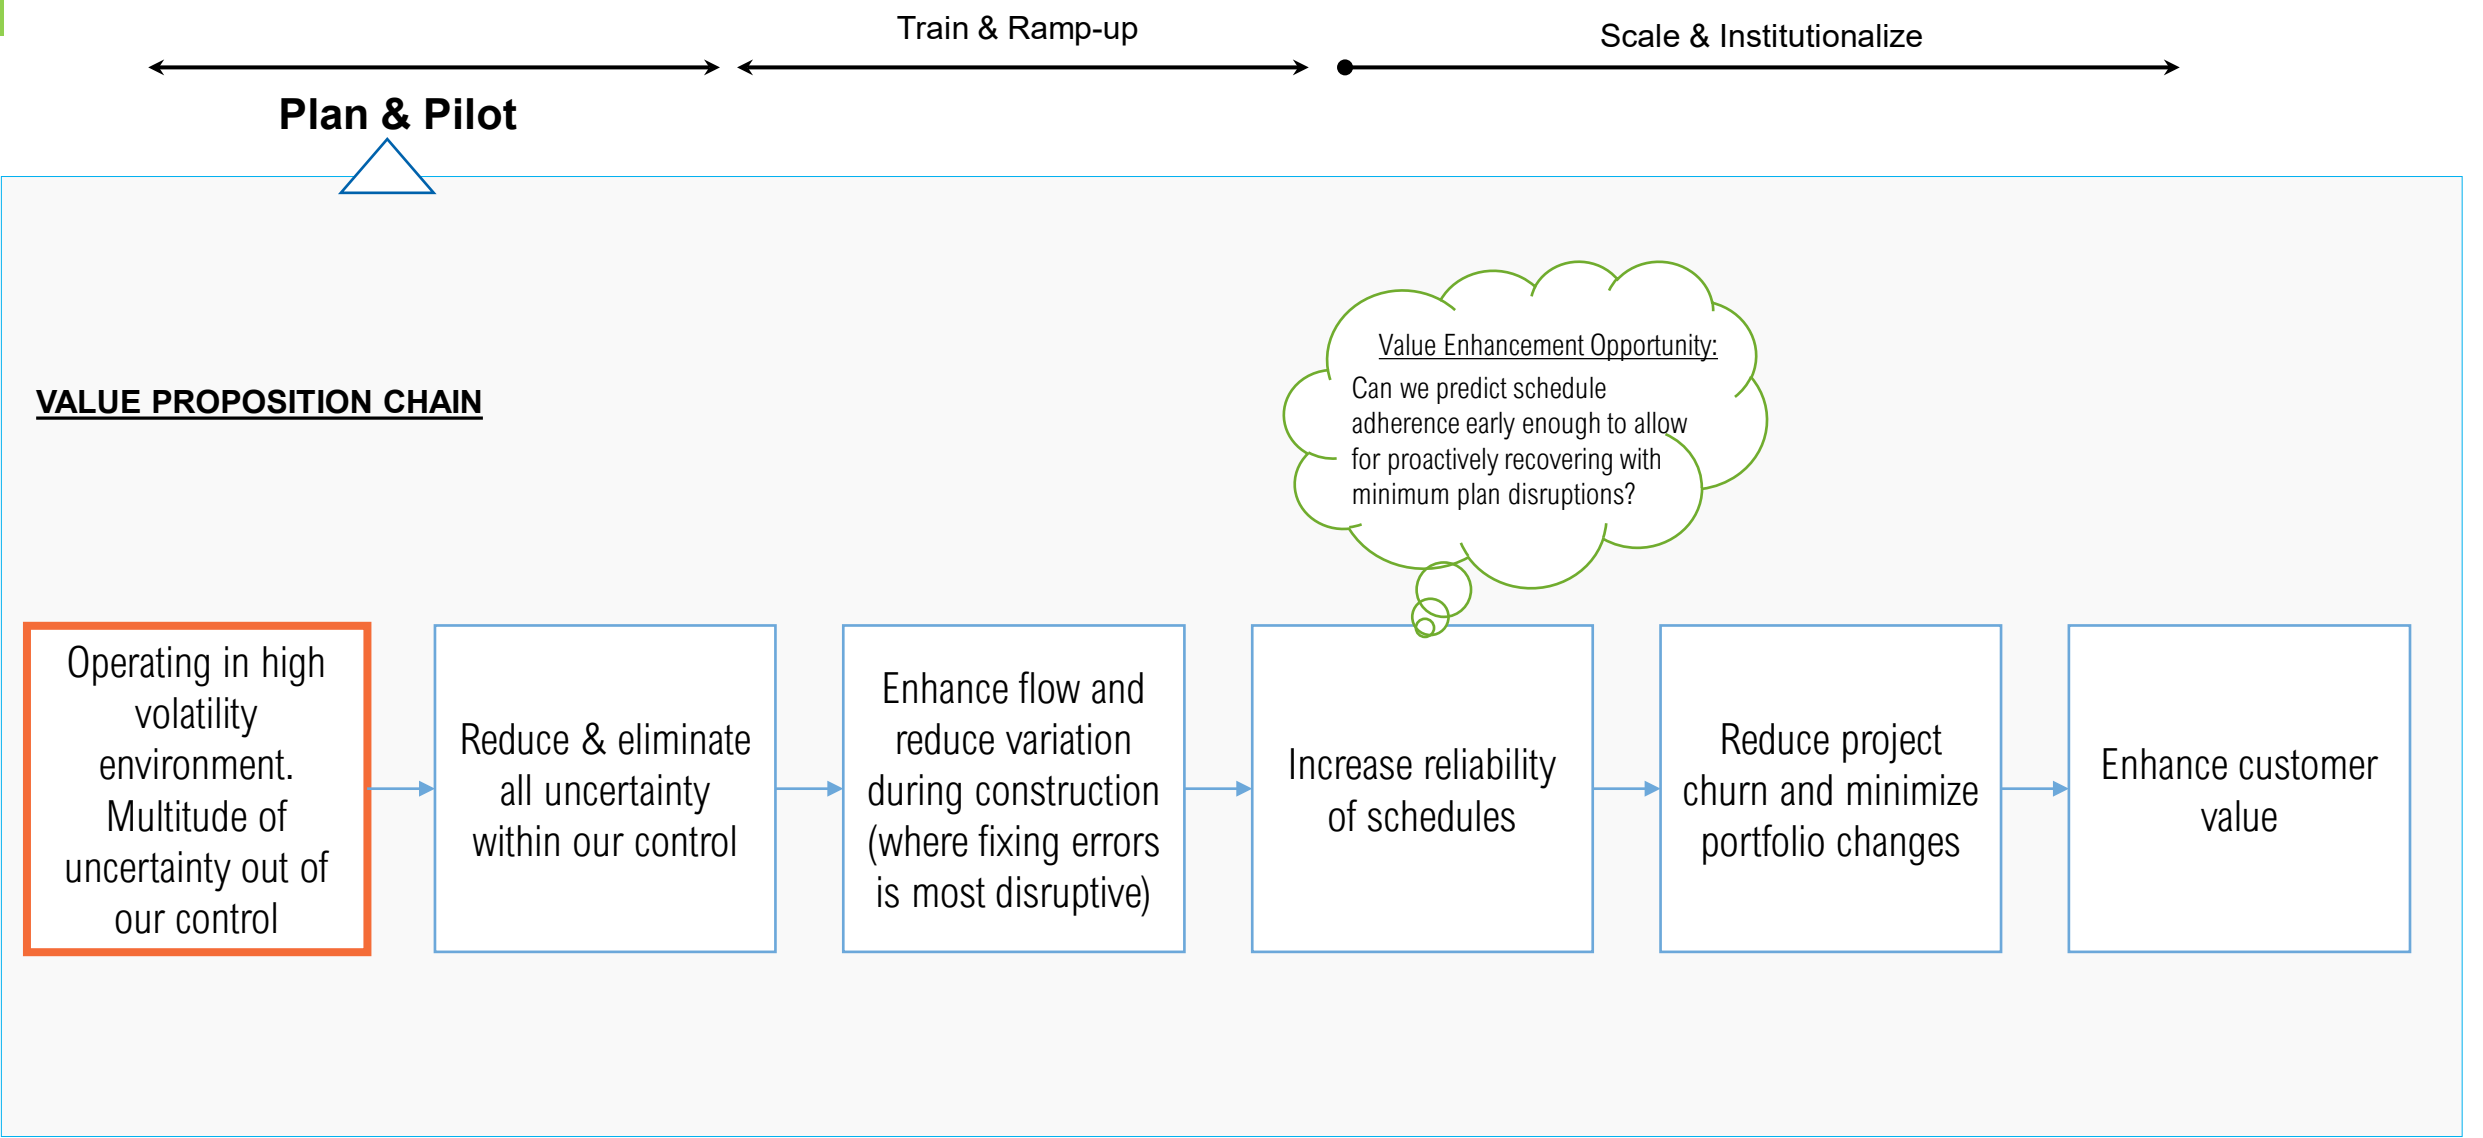 Train & Ramp-up
Scale & Institutionalize
Plan & Pilot
Value Enhancement Opportunity:
Can we predict schedule
adherence early enough to allow
for proactively recovering with
minimum plan disruptions?
VALUE PROPOSITION CHAIN
Operating in high
volatility
environment.
Multitude of
uncertainty out of
our control
Reduce & eliminate
all uncertainty
within our control
Enhance flow and
reduce variation
during construction
(where fixing errors
is most disruptive)
Increase reliability
of schedules
Reduce project
churn and minimize
portfolio changes
Enhance customer
value